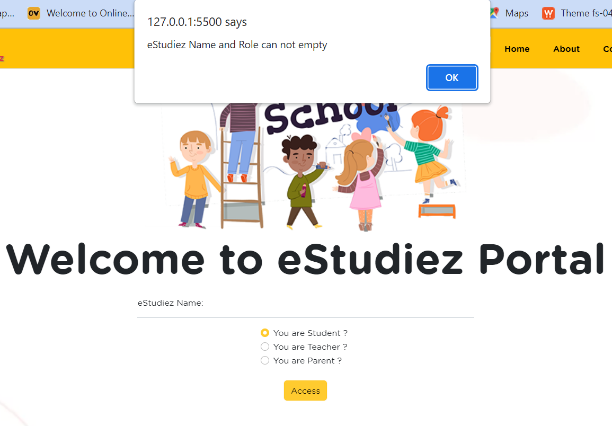 Welcome to Online...
Maps
Theme fs-04
127.0.0.1:5500 says
eStudiez Name and Role can not empty
OK
Home
About
School
Welcome to eStudiez Portal
eStudiez Name:
You are Student ?
You are Teacher ?
You are Parent ?
Access